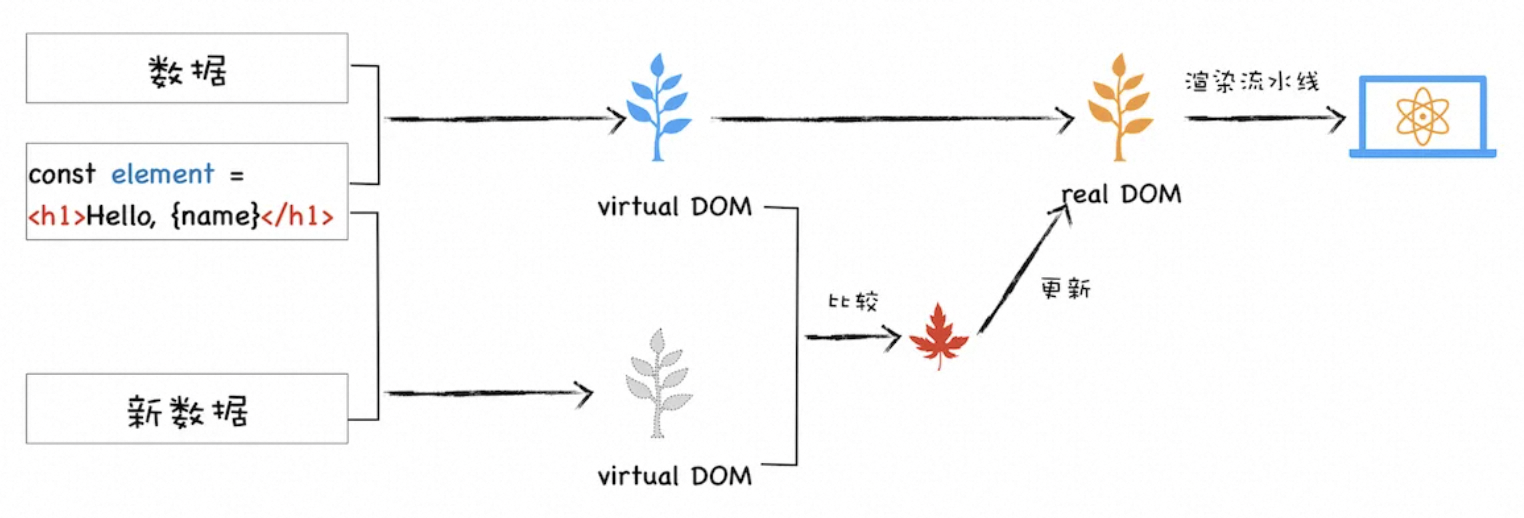 数据
const element =
<h1>Hello, {name}</h1>
新数据
virtual DOM
virtual DOM
比较
更新
real DOM
渲染流水线